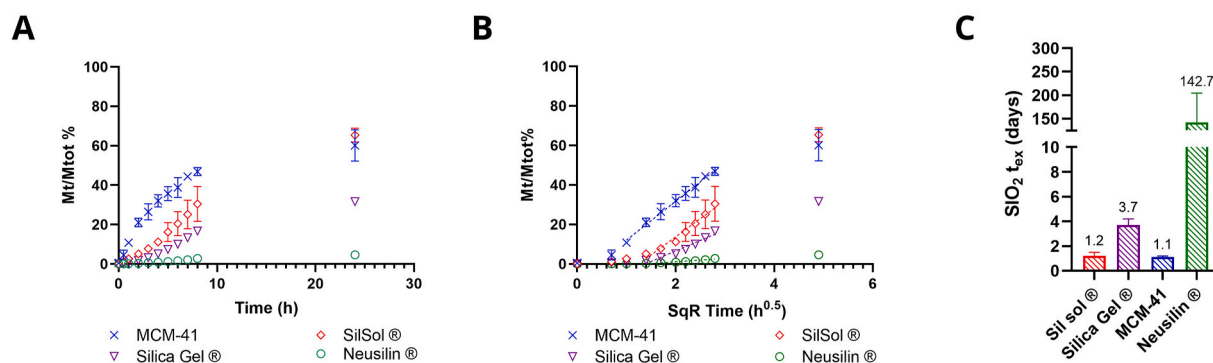 A
100
80
60
40
20
0
Mt/Mtot %
0 10 20 30
Time (h)
MCM-41
SilSol ®
Silica Gel ®
Neusilin ®
B
100
80
60
40
20
0
Mt/Mtot%
0 2 4 6
SqR Time (h0.5)
MCM-41
SilSol ®
Silica Gel ®
Neusilin ®
C
300
250
200
150
10
8
6
4
2
0
SIO2 tex (days)
1.2
3.7
1.1
142.7
Sil sol ®
Silica Gel ®
MCM-41
Neusilin ®